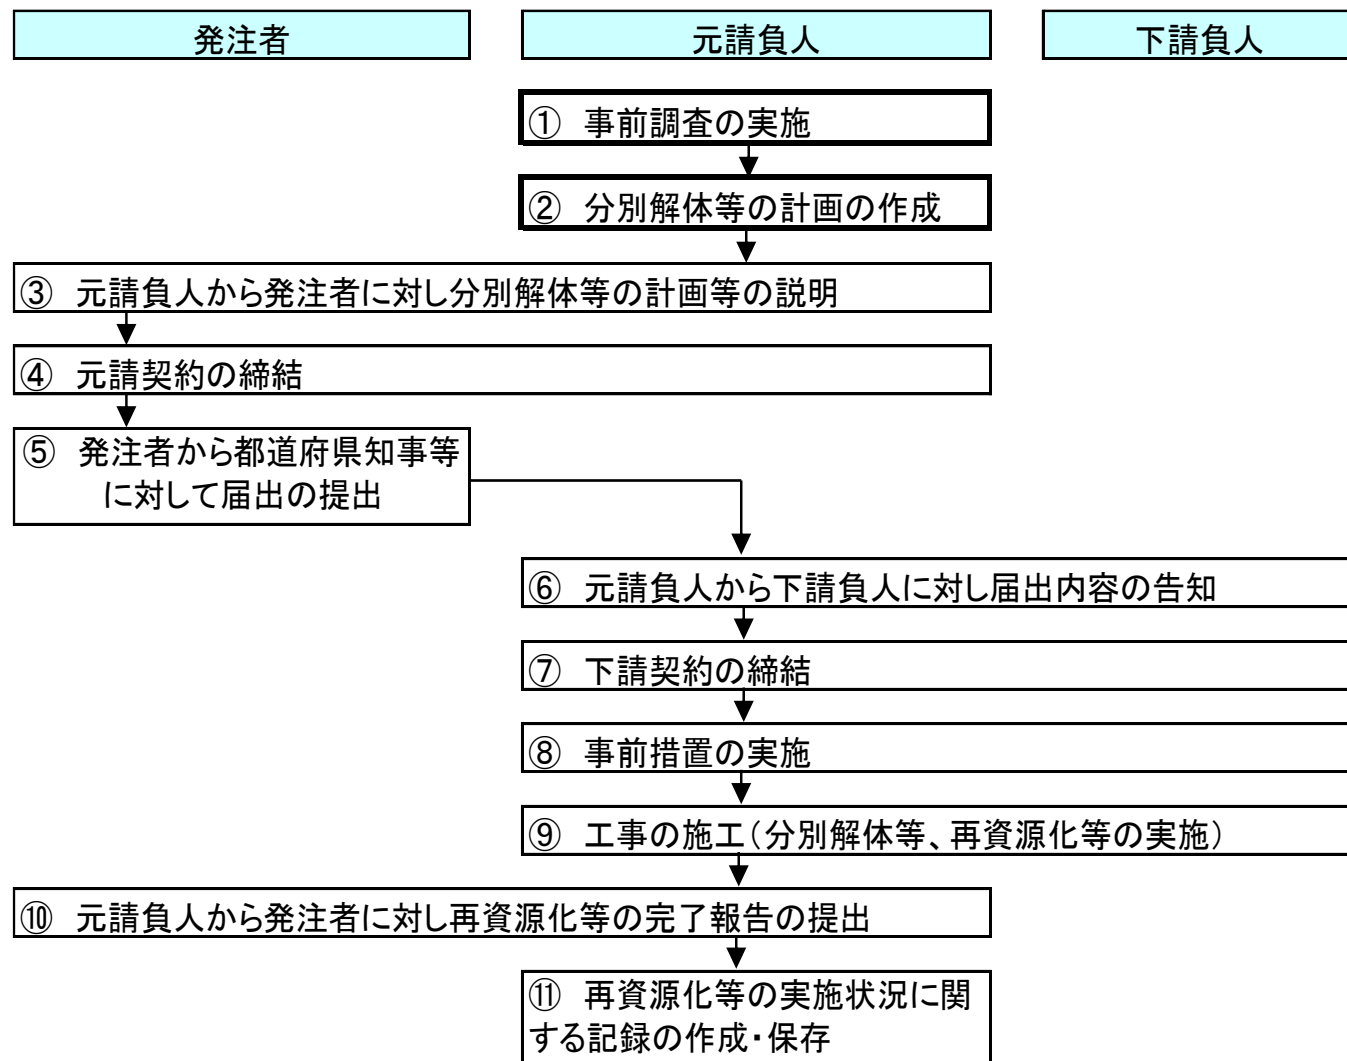 発注者
元請負人
下請負人
① 事前調査の実施
② 分別解体等の計画の作成
③ 元請負人から発注者に対し分別解体等の計画等の説明
④ 元請契約の締結
⑤ 発注者から都道府県知事等
に対して届出の提出
⑥ 元請負人から下請負人に対し届出内容の告知
⑦ 下請契約の締結
⑧ 事前措置の実施
⑨ 工事の施工(分別解体等、再資源化等の実施)
⑩ 元請負人から発注者に対し再資源化等の完了報告の提出
⑪ 再資源化等の実施状況に関
する記録の作成・保存